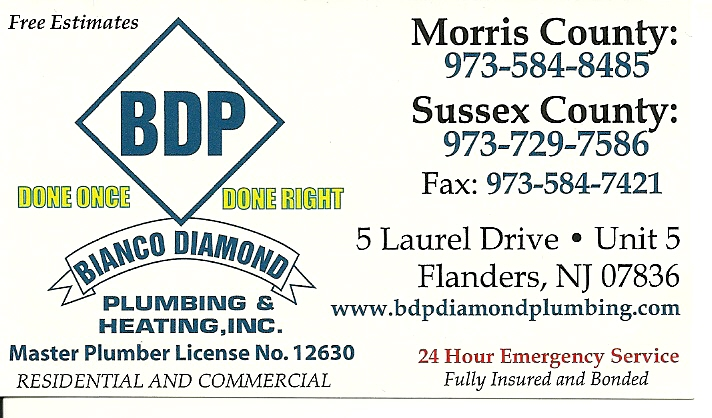 Free Estimates
BDP
DONE ONCE DONE RIGHT
BIANCO DIAMOND
PLUMBING &
HEATING,INC.
Master Plumber License No. 12630
RESIDENTIAL AND COMMERCIAL
Morris County:
973-584-8485
Sussex County:
973-729-7586
Fax: 973-584-7421
5 Laurel Drive • Unit 5
Flanders, NJ 07836
www.bdpdiamondplumbing.com
24 Hour Emergency Service
Fully Insured and Bonded